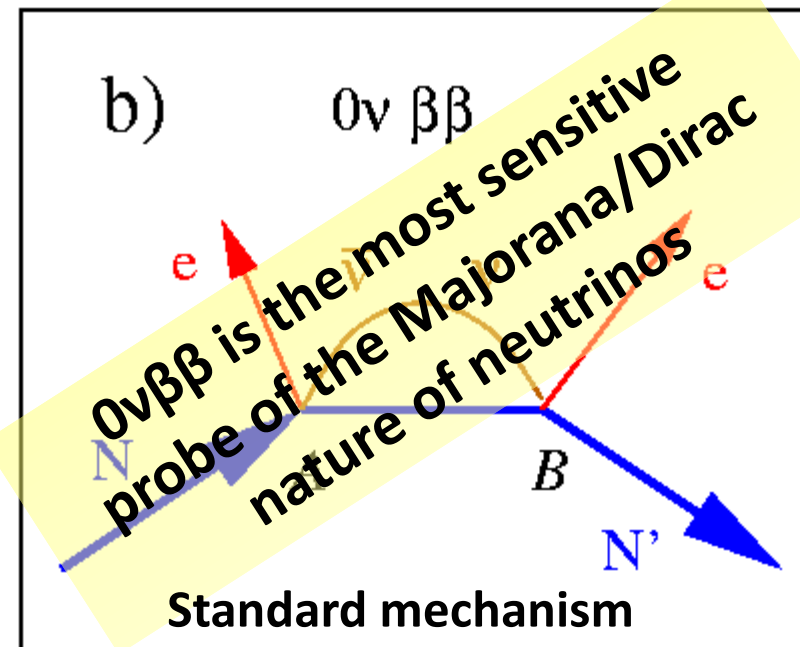 b)
0ν ββ
e
ν̄
e
0νββ is the most sensitive
probe of the Majorana/Dirac
nature of neutrinos
N
B
N’
Standard mechanism